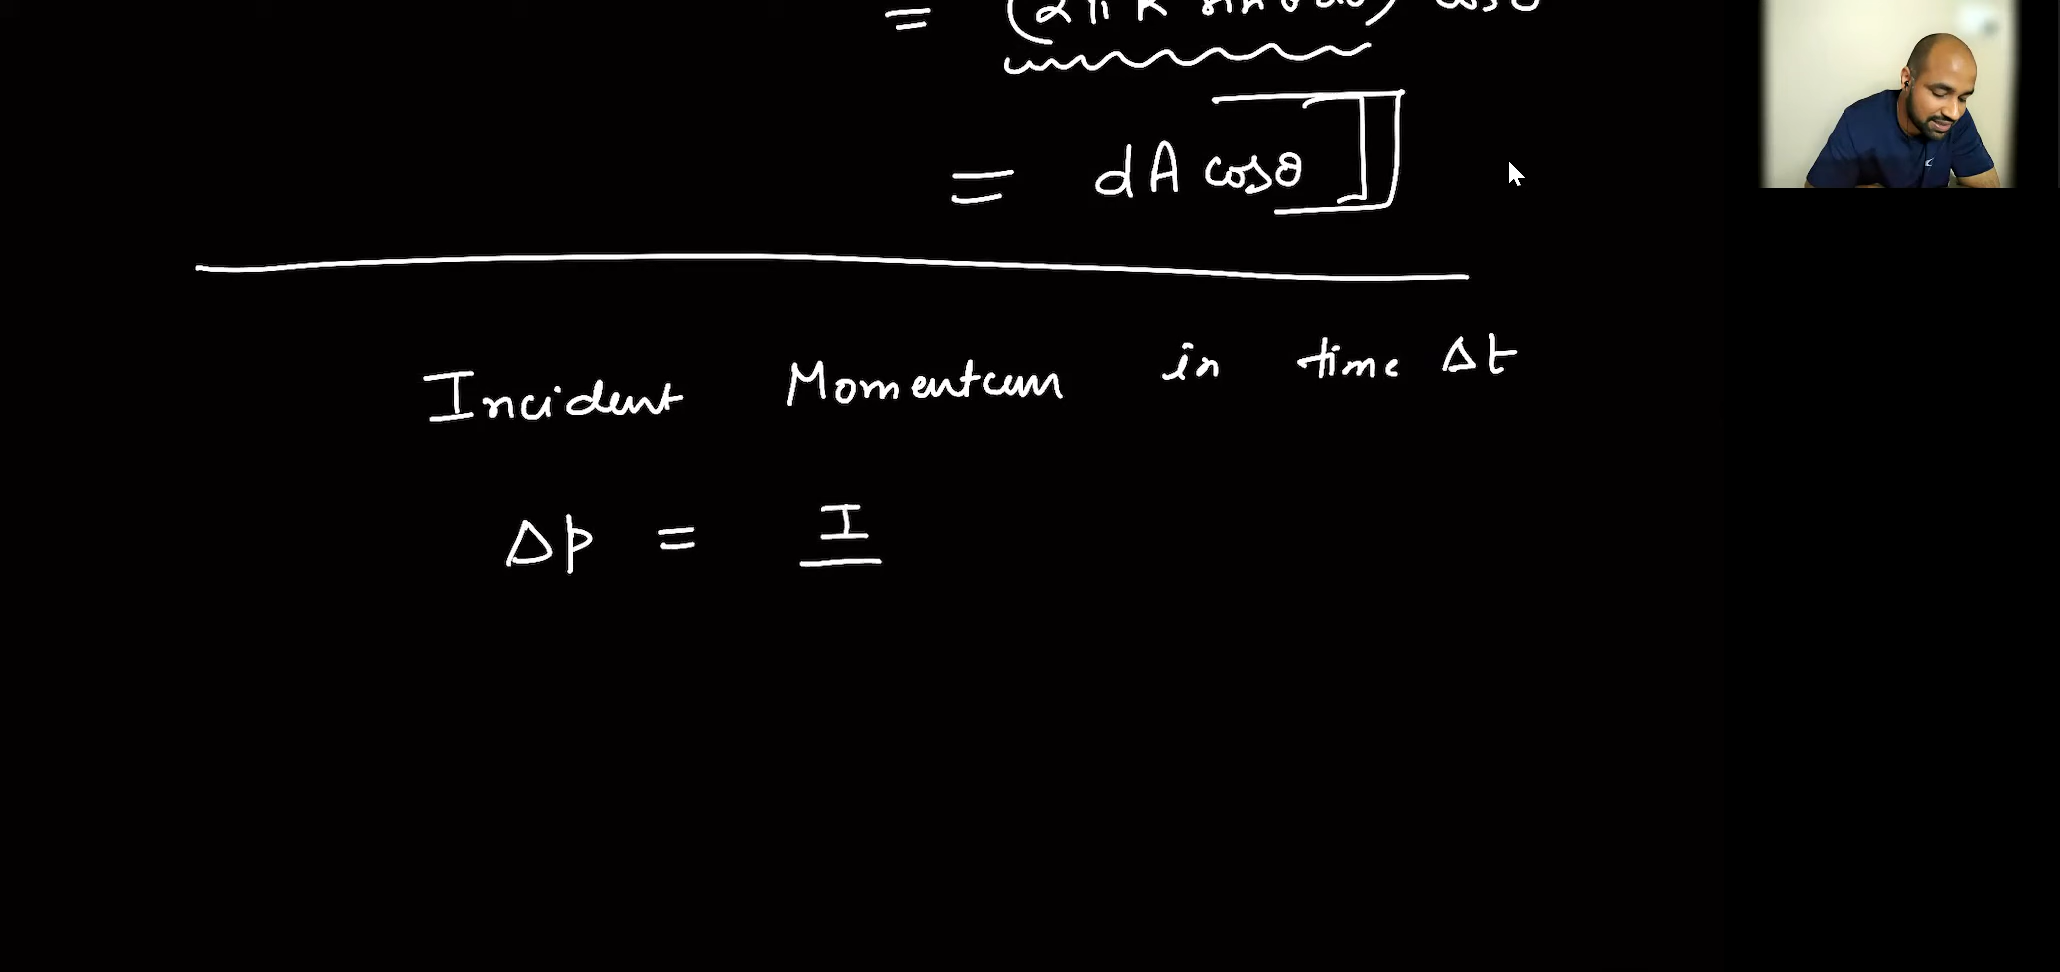 = dA cosθ
Incident Momentum in time Δt
Δp = I